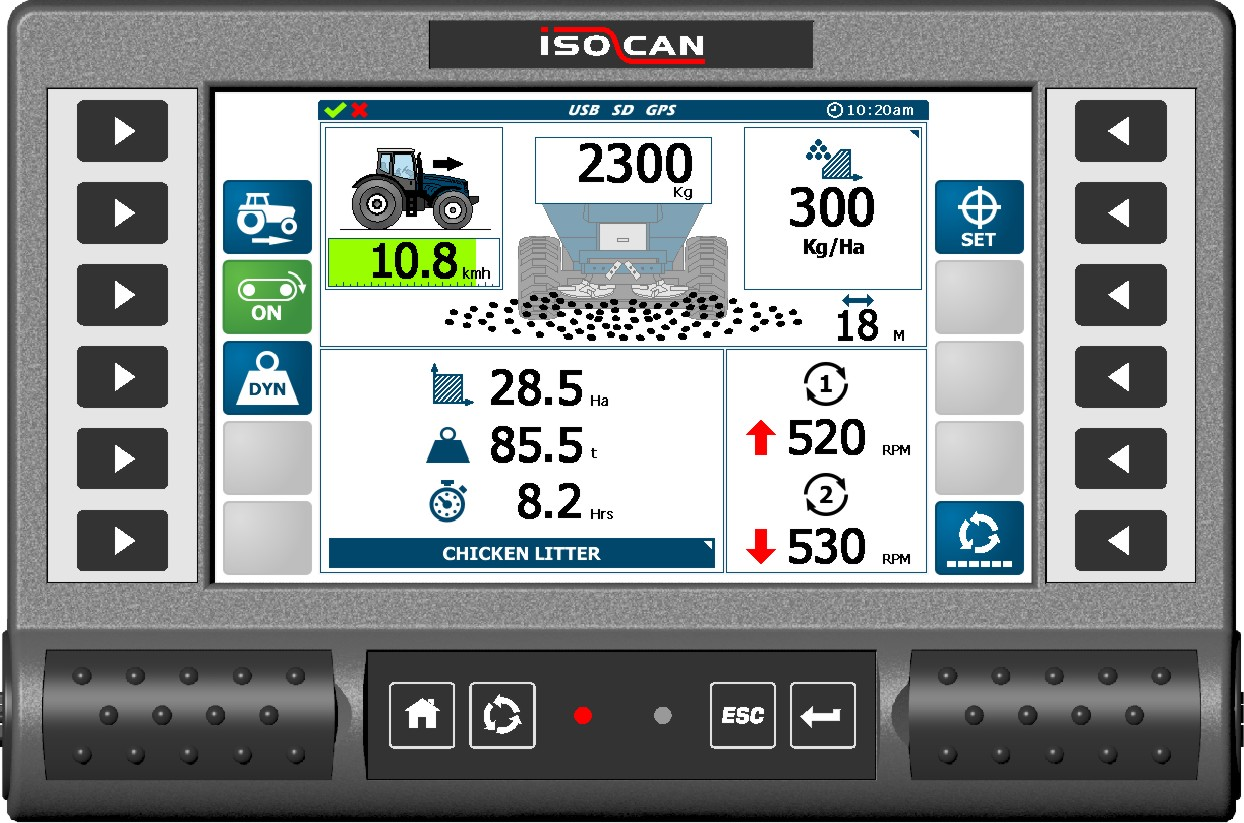 ISOCAN
USB SD GPS 10:20am
2300
Kg
300
Kg/Ha
10.8 kmh
SET
ON
18 M
DYN
28.5 Ha
1
520 RPM
85.5 t
2
8.2 Hrs
530 RPM
CHICKEN LITTER
ESC